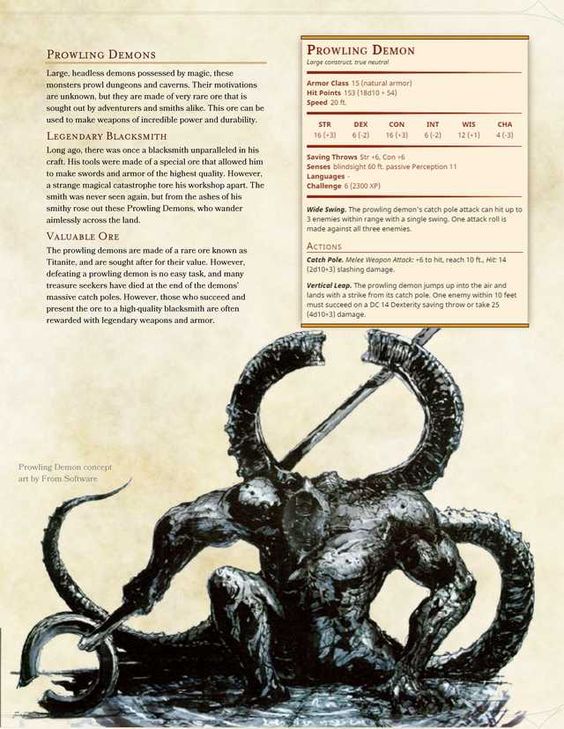 PROWLING DEMONS
Large, headless demons possessed by magic, these
monsters prowl dungeons and caverns. Their motivations
are unknown, but they are made of very rare ore that is
sought out by adventurers and smiths alike. This ore can be
used to make weapons of incredible power and durability.
LEGENDARY BLACKSMITH
Long ago, there was once a blacksmith unparalleled in his
craft. His tools were made of a special ore that allowed him
to make swords and armor of the highest quality. However,
a strange magical catastrophe tore his workshop apart. The
smith was never seen again, but from the ashes of his
smithy rose out these Prowling Demons, who wander
aimlessly across the land.
VALUABLE ORE
The prowling demons are made of a rare ore known as
Titanite, and are sought after for their value. However,
defeating a prowling demon is no easy task, and many
treasure seekers have died at the end of the demons'
massive catch poles. However, those who succeed and
present the ore to a high-quality blacksmith are often
rewarded with legendary weapons and armor.
PROWLING DEMON
Large construct, true neutral
Armor Class 15 (natural armor)
Hit Points 153 (18d10 + 54)
Speed 20 ft.
STR DEX CON INT WIS CHA
16 (+3) 6 (-2) 16 (+3) 6 (-2) 12 (+1) 4 (-3)
Saving Throws Str +6, Con +6
Senses blindsight 60 ft. passive Perception 11
Languages -
Challenge 6 (2300 XP)
Wide Swing. The prowling demon's catch pole attack can hit up to
3 enemies within range with a single swing. One attack roll is
made against all three enemies.
ACTIONS
Catch Pole. Melee Weapon Attack: +6 to hit, reach 10 ft., Hit: 14
(2d10+3) slashing damage.
Vertical Leap. The prowling demon jumps up into the air and
lands with a strike from its catch pole. One enemy within 10 feet
must succeed on a DC 14 Dexterity saving throw or take 25
(4d10+3) damage.
Prowling Demon concept
art by From Software